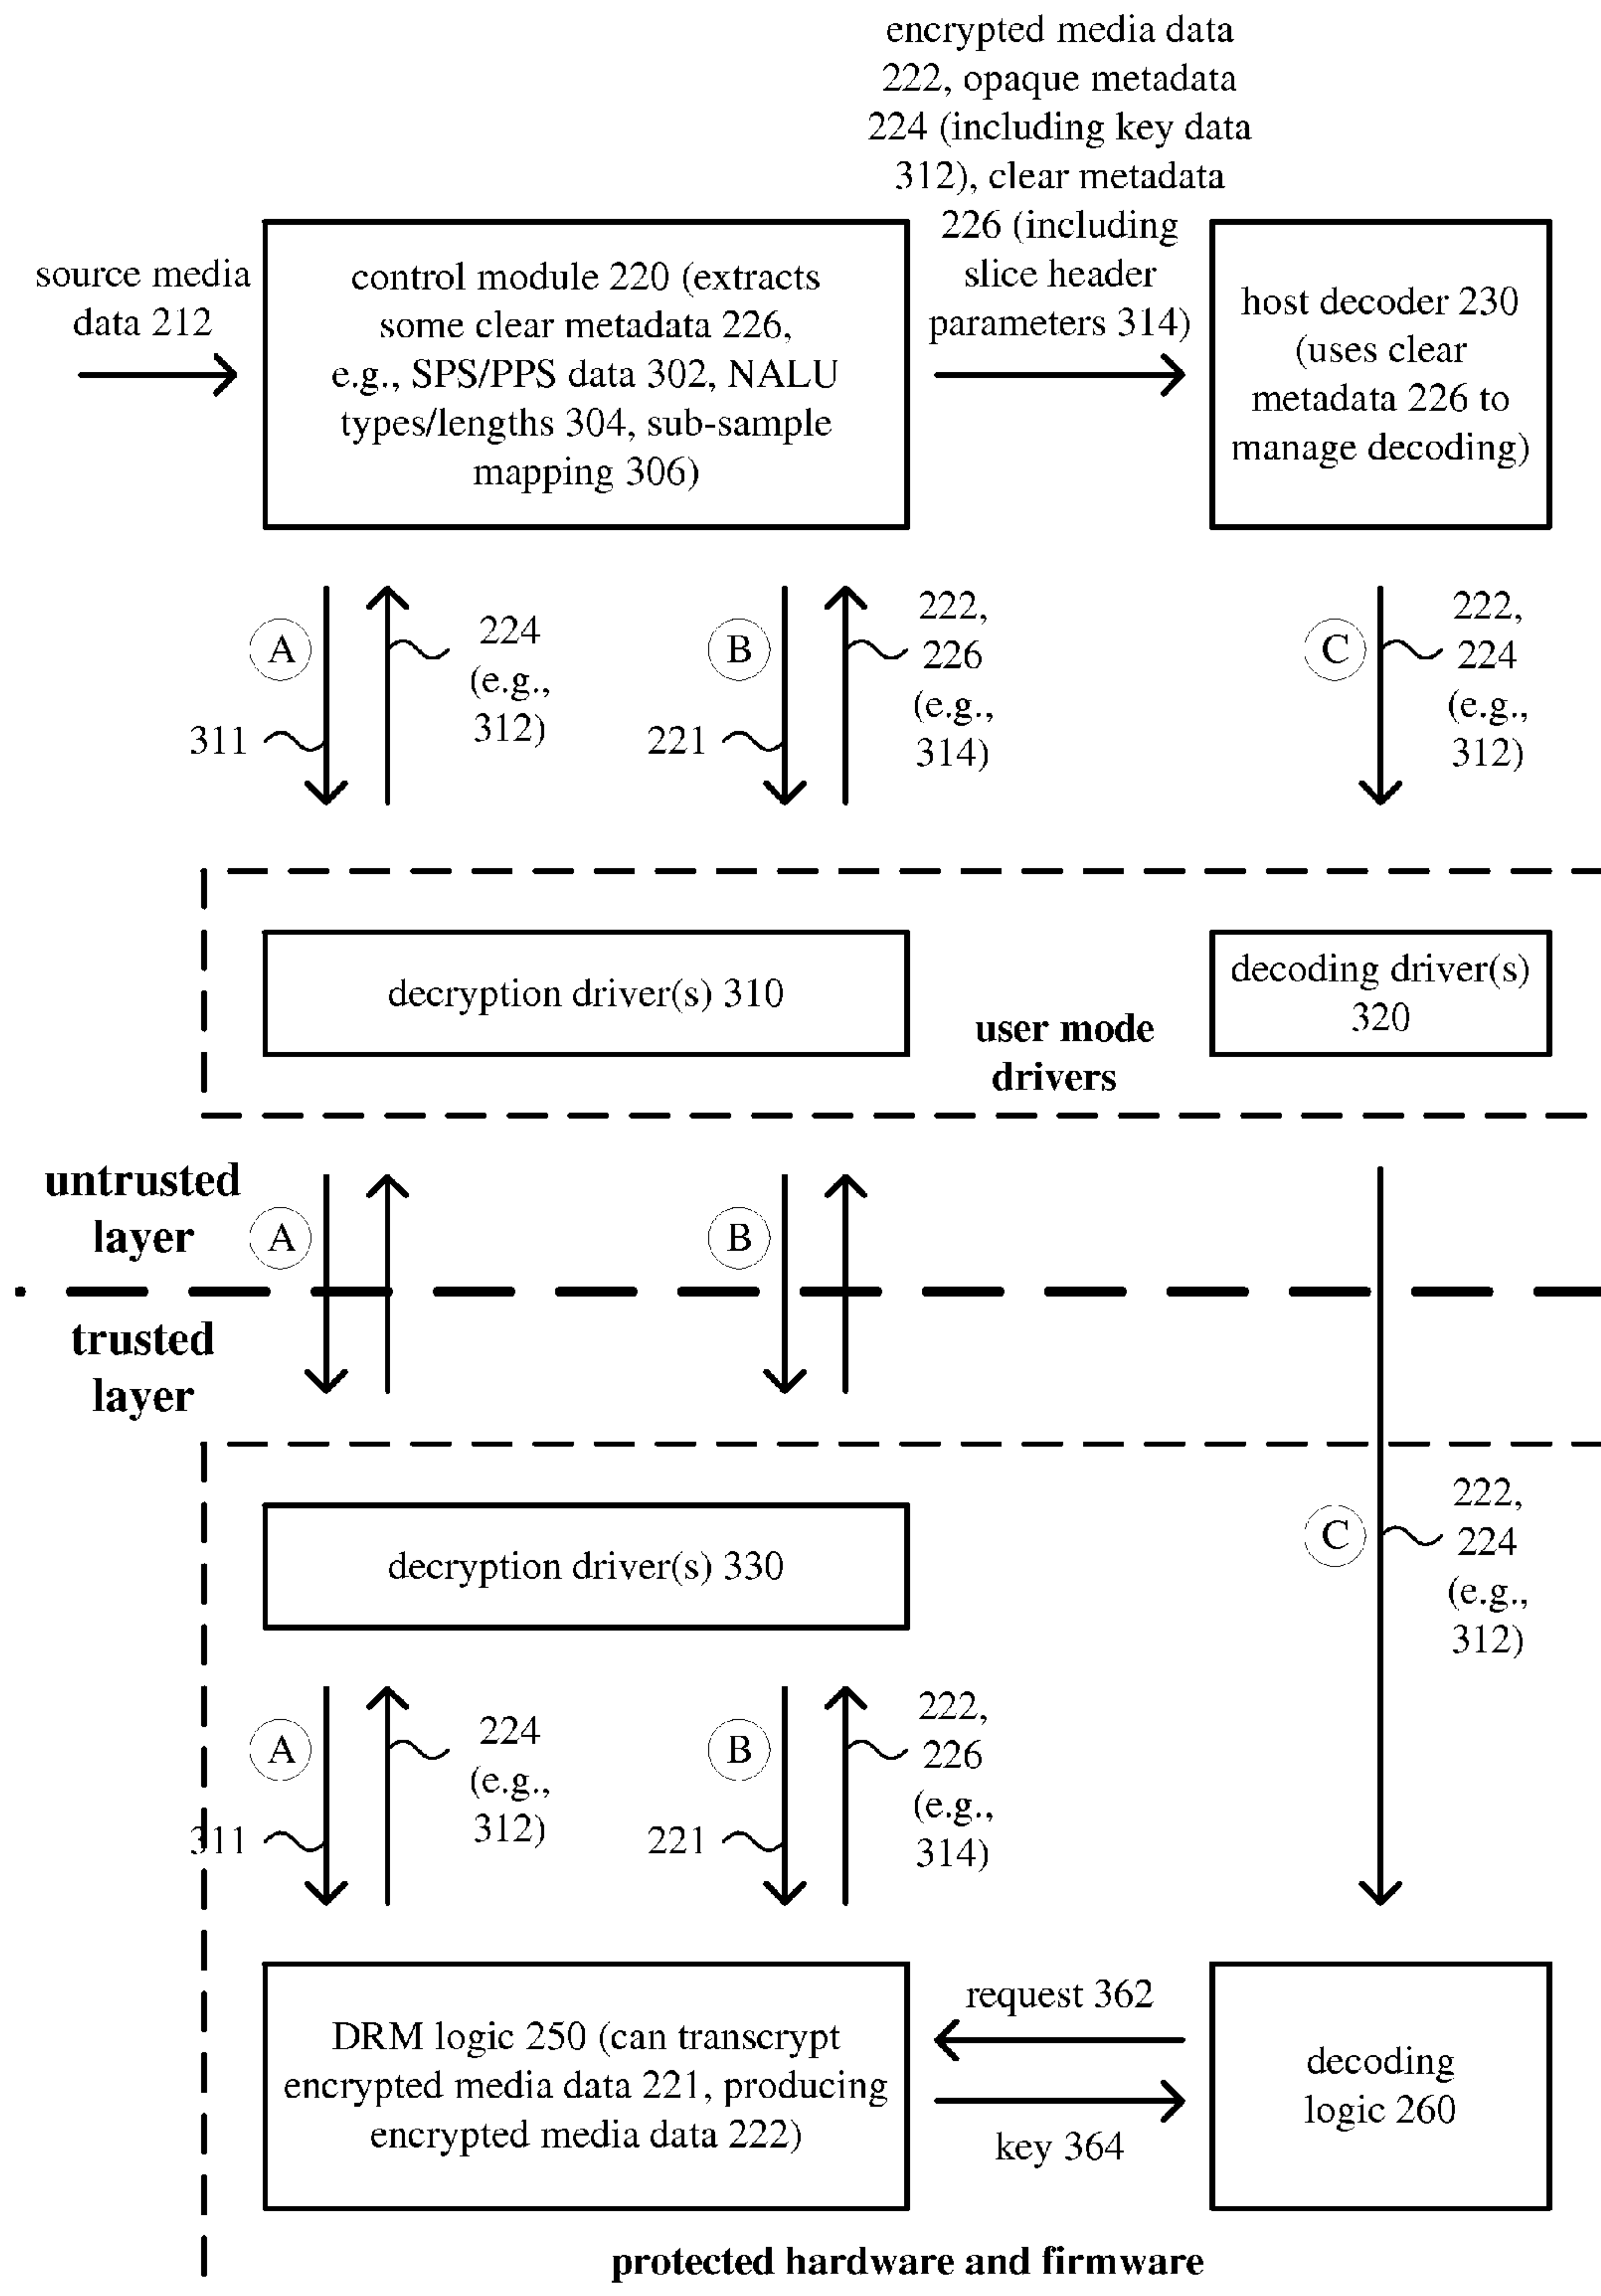 encrypted media data
222, opaque metadata
224 (including key data
312), clear metadata
226 (including
slice header
parameters 314)
source media
data 212
control module 220 (extracts
some clear metadata 226,
e.g., SPS/PPS data 302, NALU
types/lengths 304, sub-sample
mapping 306)
host decoder 230
(uses clear
metadata 226 to
manage decoding)
A
311
224
(e.g.,
312)
B
221
222,
226
(e.g.,
314)
C
222,
224
(e.g.,
312)
decryption driver(s) 310
user mode
drivers
decoding driver(s)
320
untrusted
layer
A
B
trusted
layer
decryption driver(s) 330
C
222,
224
(e.g.,
312)
A
311
224
(e.g.,
312)
B
221
222,
226
(e.g.,
314)
DRM logic 250 (can transcrypt
encrypted media data 221, producing
encrypted media data 222)
request 362
key 364
decoding
logic 260
protected hardware and firmware